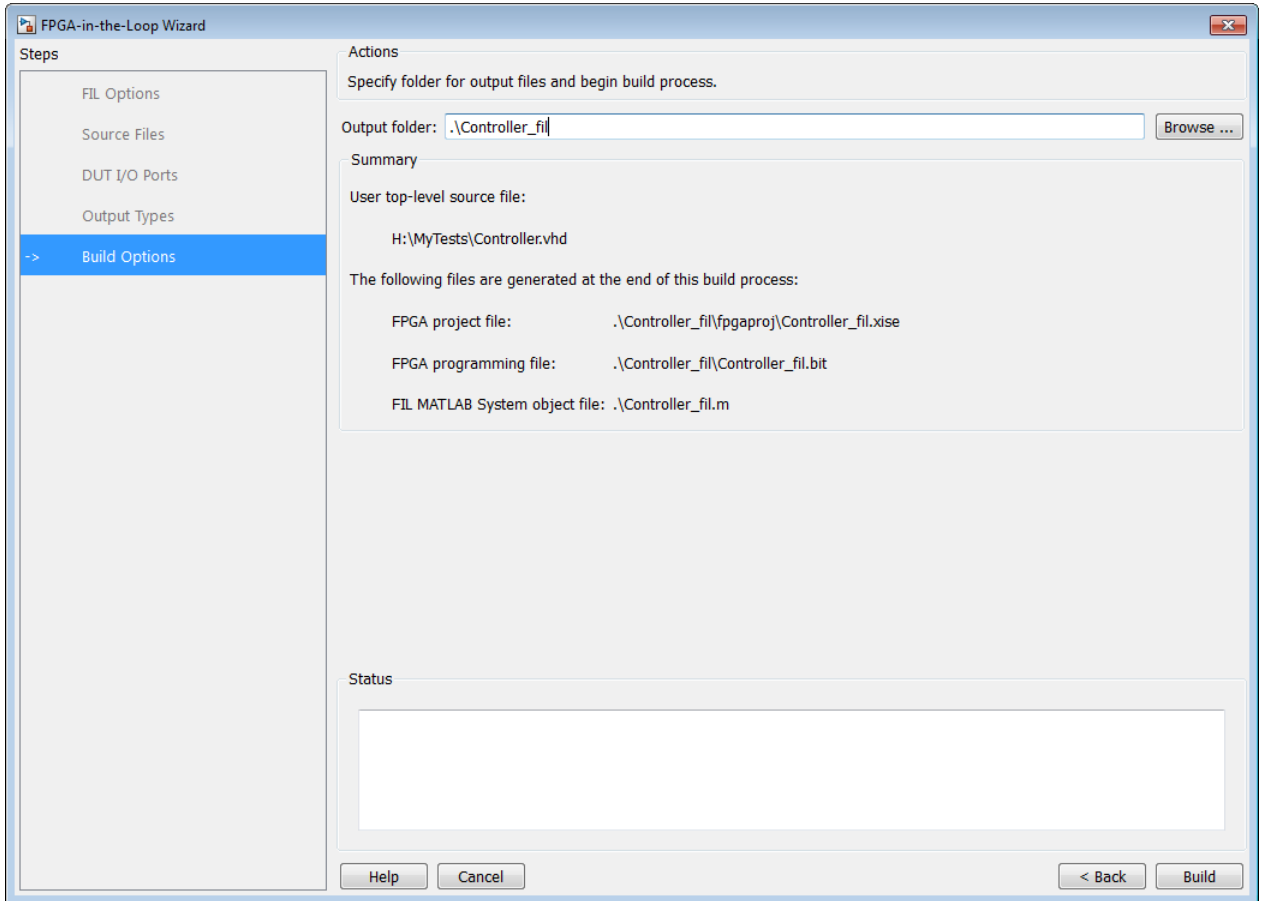 FPGA-in-the-Loop Wizard
Steps
FIL Options
Source Files
DUT I/O Ports
Output Types
-> Build Options
Actions
Specify folder for output files and begin build process.
Output folder: .\Controller_fil Browse ...
Summary
User top-level source file:
H:\MyTests\Controller.vhd
The following files are generated at the end of this build process:
FPGA project file: .\Controller_fil\fpgaproj\Controller_fil.xise
FPGA programming file: .\Controller_fil\Controller_fil.bit
FIL MATLAB System object file: .\Controller_fil.m
Status
Help Cancel < Back Build